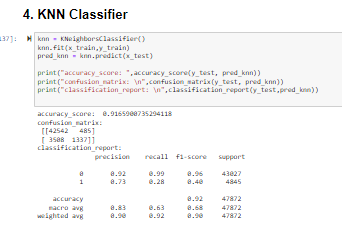 4. KNN Classifier
37]:
knn = KNeighborsClassifier()
knn.fit(x_train,y_train)
pred_knn = knn.predict(x_test)
print("accuracy_score: ",accuracy_score(y_test, pred_knn))
print("confusion_matrix: \n",confusion_matrix(y_test, pred_knn))
print("classification_report: \n",classification_report(y_test,pred_knn))
accuracy_score: 0.9165900735294118
confusion_matrix:
[[42542 485]
[ 3508 1337]]
classification_report:
precision recall f1-score support
0 0.92 0.99 0.96 43027
1 0.73 0.28 0.40 4845
accuracy 0.92 47872
macro avg 0.83 0.63 0.68 47872
weighted avg 0.90 0.92 0.90 47872